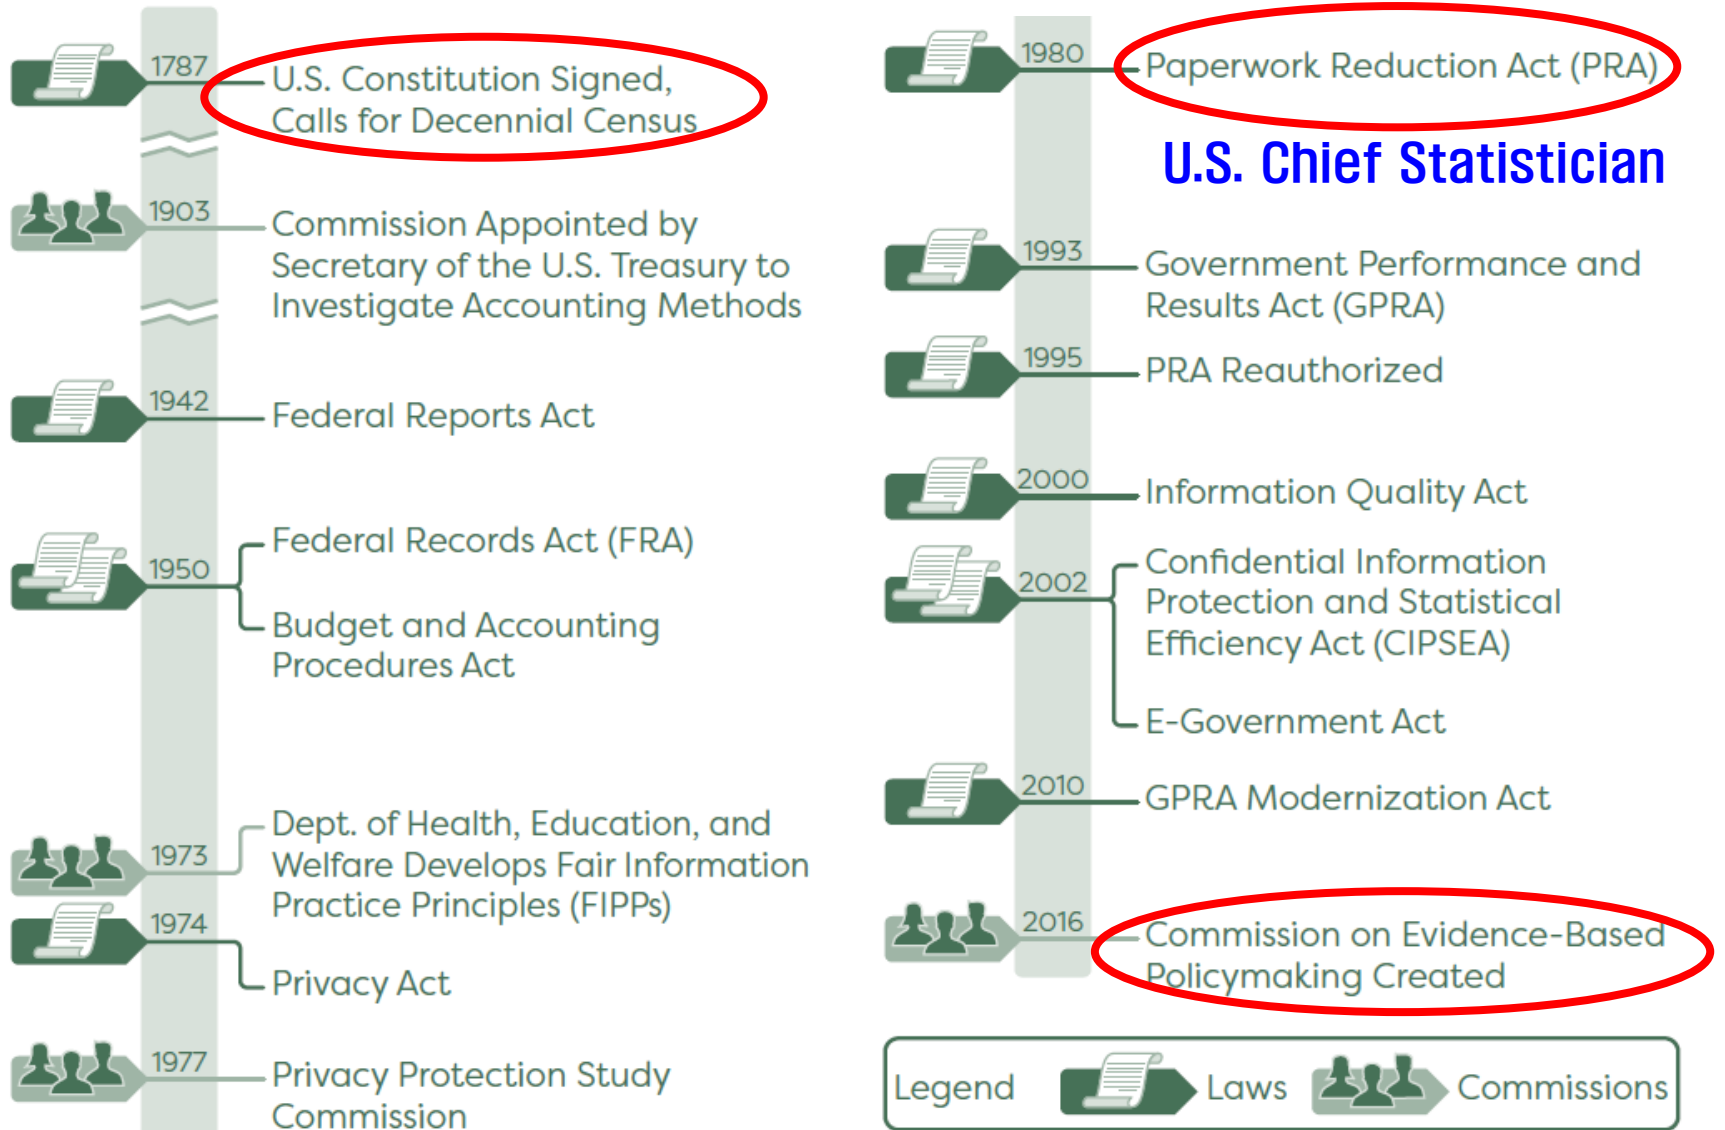 1787
U.S. Constitution Signed,
Calls for Decennial Census
1903
Commission Appointed by
Secretary of the U.S. Treasury to
Investigate Accounting Methods
1942
Federal Reports Act
1950
Federal Records Act (FRA)
Budget and Accounting
Procedures Act
1973
Dept. of Health, Education, and
Welfare Develops Fair Information
Practice Principles (FIPPs)
1974
Privacy Act
1977
Privacy Protection Study
Commission
1980
Paperwork Reduction Act (PRA)
U.S. Chief Statistician
1993
Government Performance and
Results Act (GPRA)
1995
PRA Reauthorized
2000
Information Quality Act
2002
Confidential Information
Protection and Statistical
Efficiency Act (CIPSEA)
E-Government Act
2010
GPRA Modernization Act
2016
Commission on Evidence-Based
Policymaking Created
Legend Laws Commissions